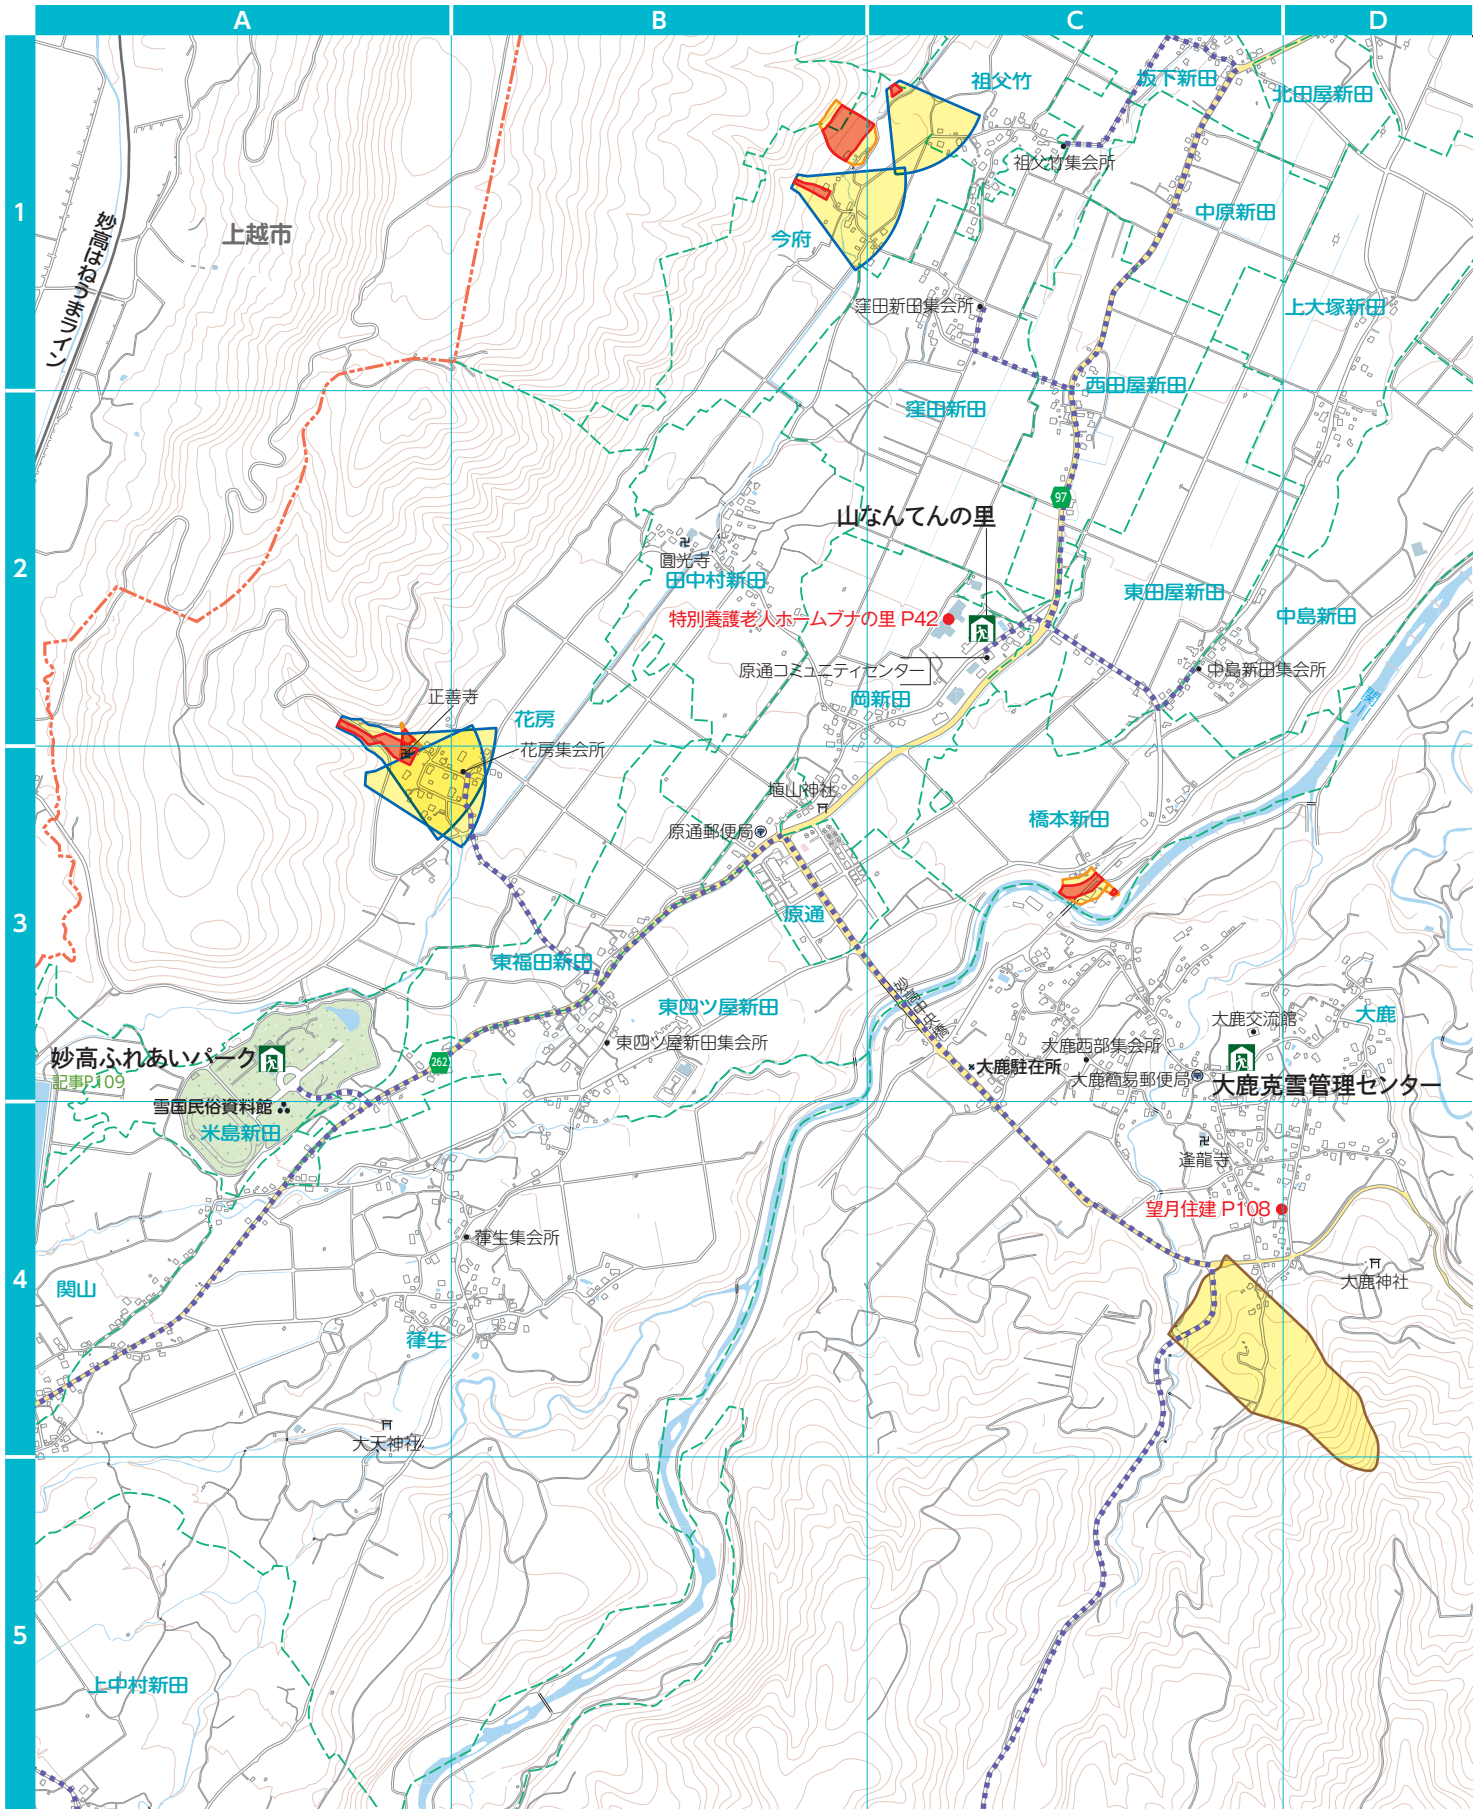 A
B
C
D
1
2
3
4
5
祖父竹
坂下新田
北田屋新田
祖父竹集会所
中原新田
上越市
妙高はねうまライン
今府
窪田新田集会所
上大塚新田
西田屋新田
窪田新田
97
山なんてんの里
圓光寺
田中村新田
東田屋新田
中島新田
特別養護老人ホームブナの里 P42
原通コミュニティセンター
中島新田集会所
岡新田
関川
正善寺
花房
花房集会所
埴山神社
原通郵便局
橋本新田
原通
東福田新田
東四ツ屋新田
妙高日の出橋
大鹿交流館
大鹿
東四ツ屋新田集会所
大鹿西部集会所
妙高ふれあいパーク
記事P109
262
大鹿駐在所
大鹿簡易郵便局
大鹿克雪管理センター
雪国民俗資料館
米島新田
逢龍寺
望月住建 P108
葎生集会所
大鹿神社
関山
葎生
大天神社
上中村新田